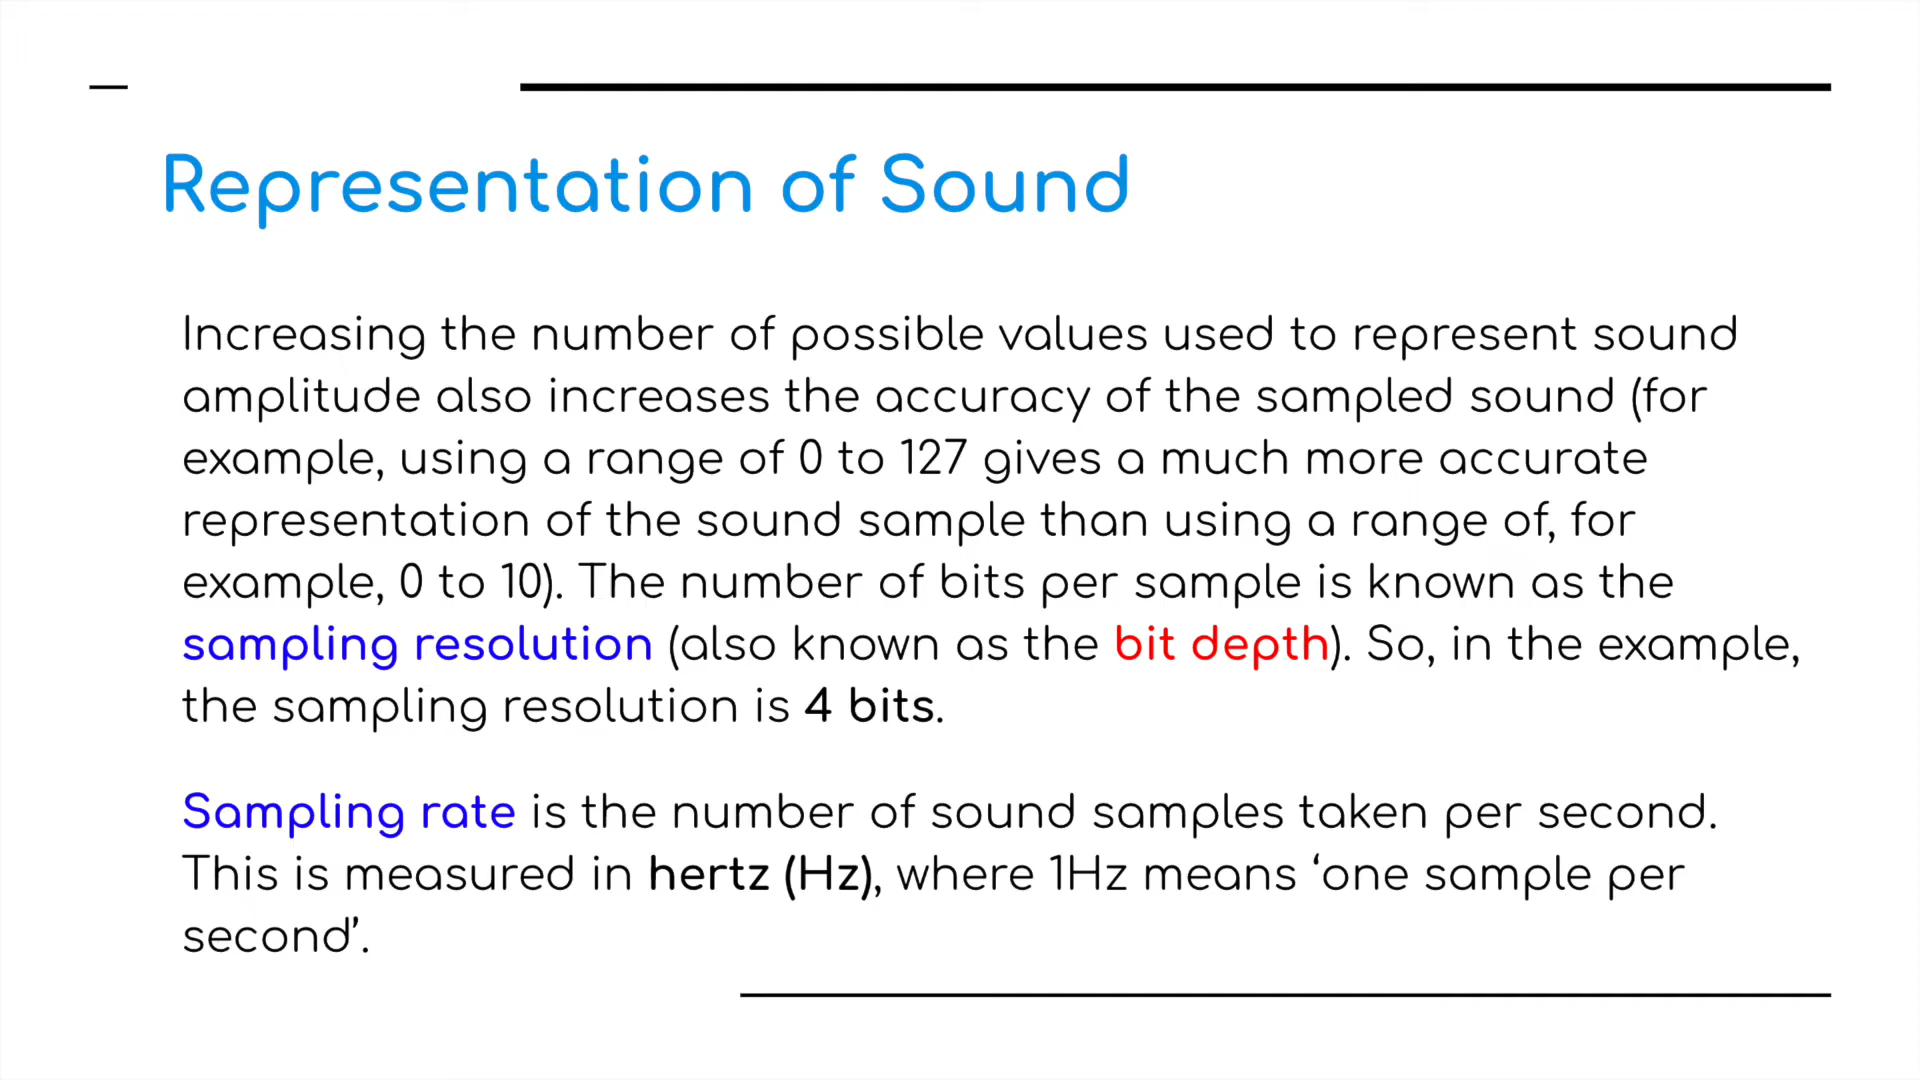 Representation of Sound
Increasing the number of possible values used to represent sound
amplitude also increases the accuracy of the sampled sound (for
example, using a range of 0 to 127 gives a much more accurate
representation of the sound sample than using a range of, for
example, 0 to 10). The number of bits per sample is known as the
sampling resolution (also known as the bit depth). So, in the example,
the sampling resolution is 4 bits.
Sampling rate is the number of sound samples taken per second.
This is measured in hertz (Hz), where 1Hz means ‘one sample per
second’.